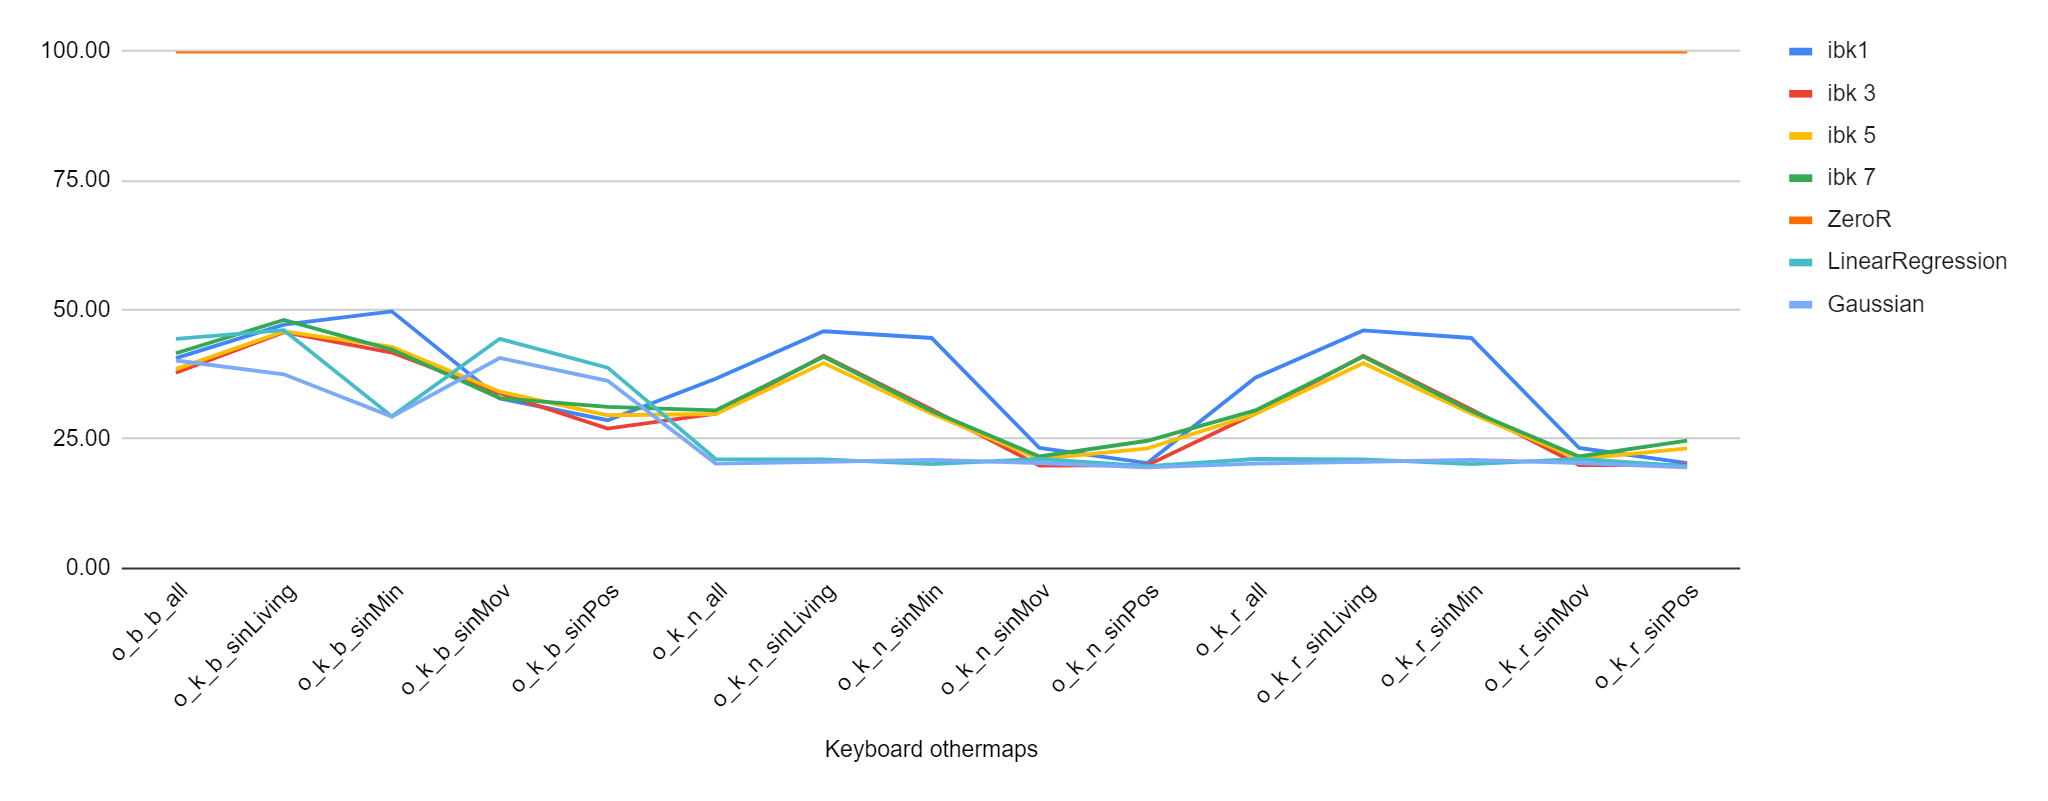 100.00
75.00
50.00
25.00
0.00
o_b_b_all
o_k_b_sinLiving
o_k_b_sinMin
o_k_b_sinMov
o_k_b_sinPos
o_k_n_all
o_k_n_sinLiving
o_k_n_sinMin
o_k_n_sinMov
o_k_n_sinPos
o_k_r_all
o_k_r_sinLiving
o_k_r_sinMin
o_k_r_sinMov
o_k_r_sinPos
Keyboard othermaps
ibk1
ibk 3
ibk 5
ibk 7
ZeroR
LinearRegression
Gaussian